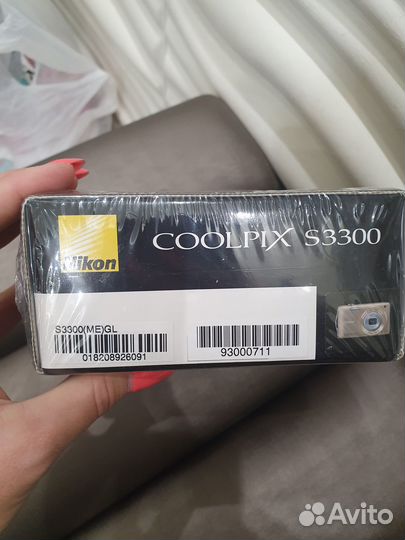 Nikon
COOLPIX S3300
S3300(ME)GL
018208926091
93000711
Avito